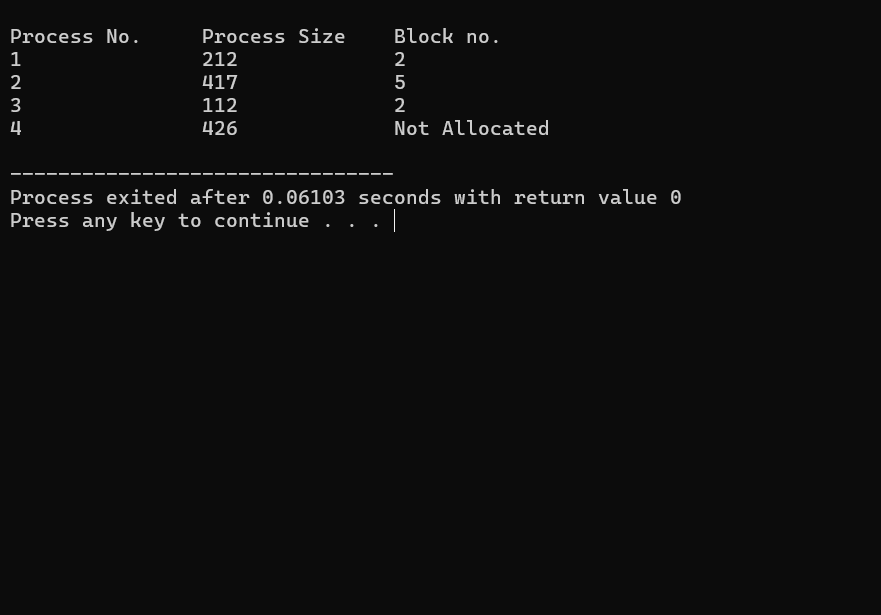 Process No.     Process Size    Block no.
1               212             2
2               417             5
3               112             2
4               426             Not Allocated
--------------------------------
Process exited after 0.06103 seconds with return value 0
Press any key to continue . . .